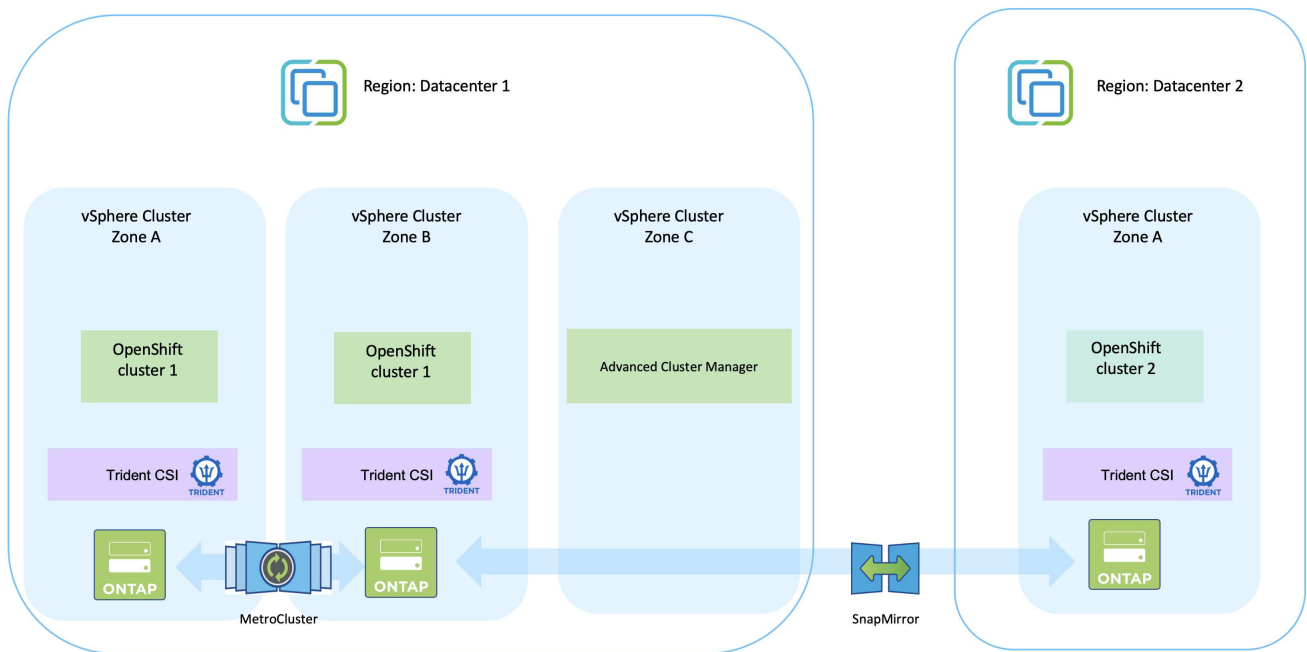 Region: Datacenter 1
Region: Datacenter 2
vSphere Cluster
Zone A
vSphere Cluster
Zone B
vSphere Cluster
Zone C
vSphere Cluster
Zone A
OpenShift
cluster 1
OpenShift
cluster 1
Advanced Cluster Manager
OpenShift
cluster 2
Trident CSI
TRIDENT
Trident CSI
TRIDENT
Trident CSI
TRIDENT
ONTAP
ONTAP
ONTAP
MetroCluster
SnapMirror